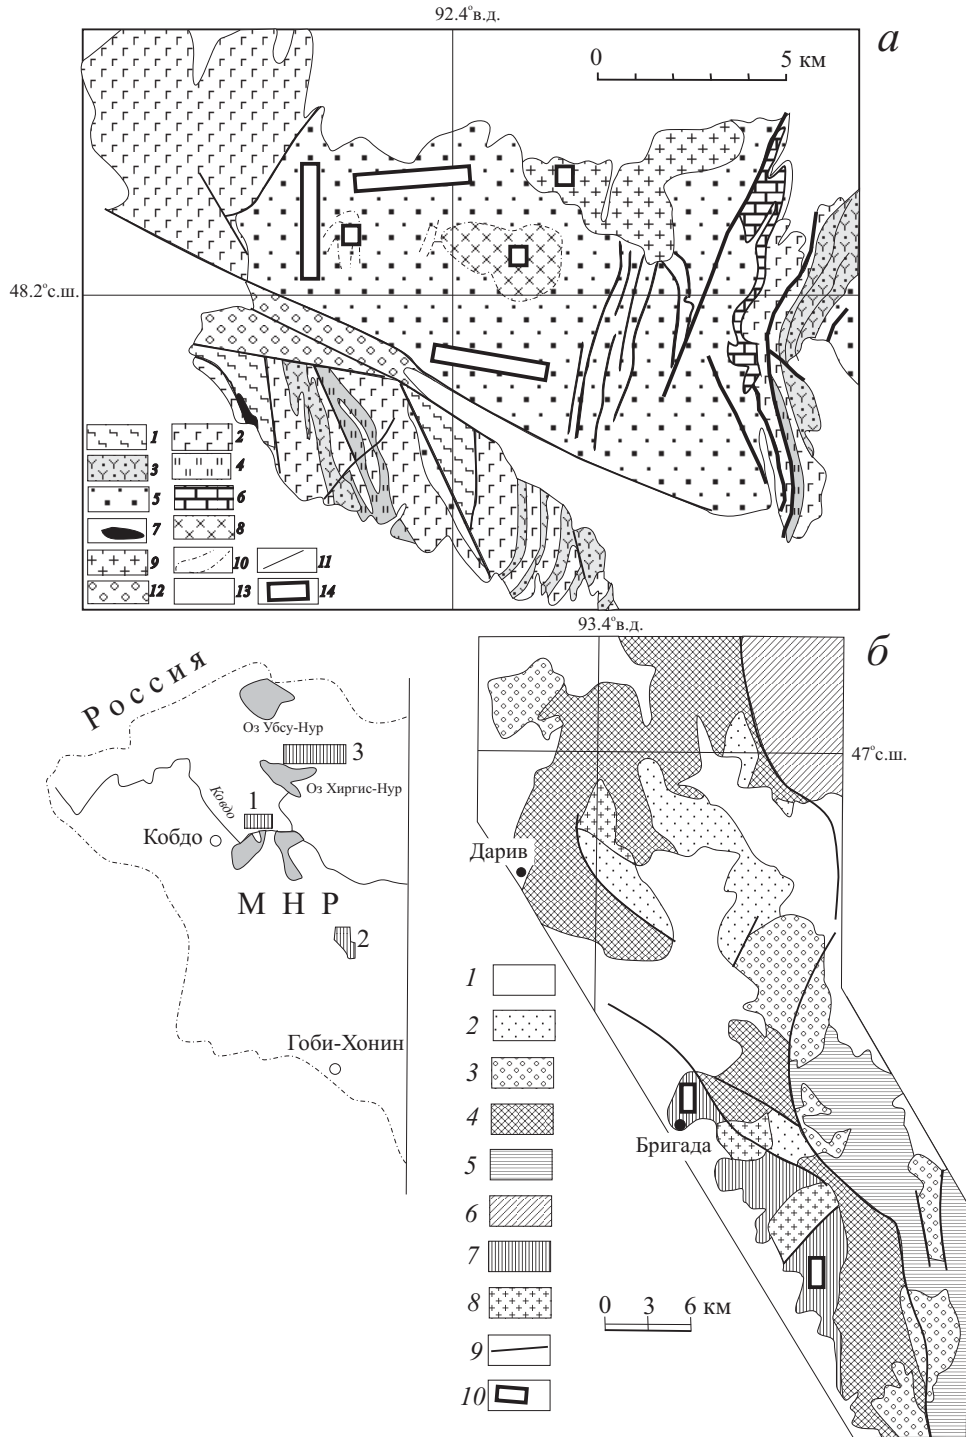 92.4°в.д.
а
0 5 км
48.2°с.ш.
1 2
3 4
5 6
7 8
9 10 11
12 13 14
93.4°в.д.
б
Россия
Оз Убсу-Нур
3
47°с.ш.
Оз Хиргис-Нур
Ковдо
1
Кобдо
Дарив
М Н Р
2
1
2
Гоби-Хонин
3
4
Бригада
5
6
7
8
0 3 6 км
9
10